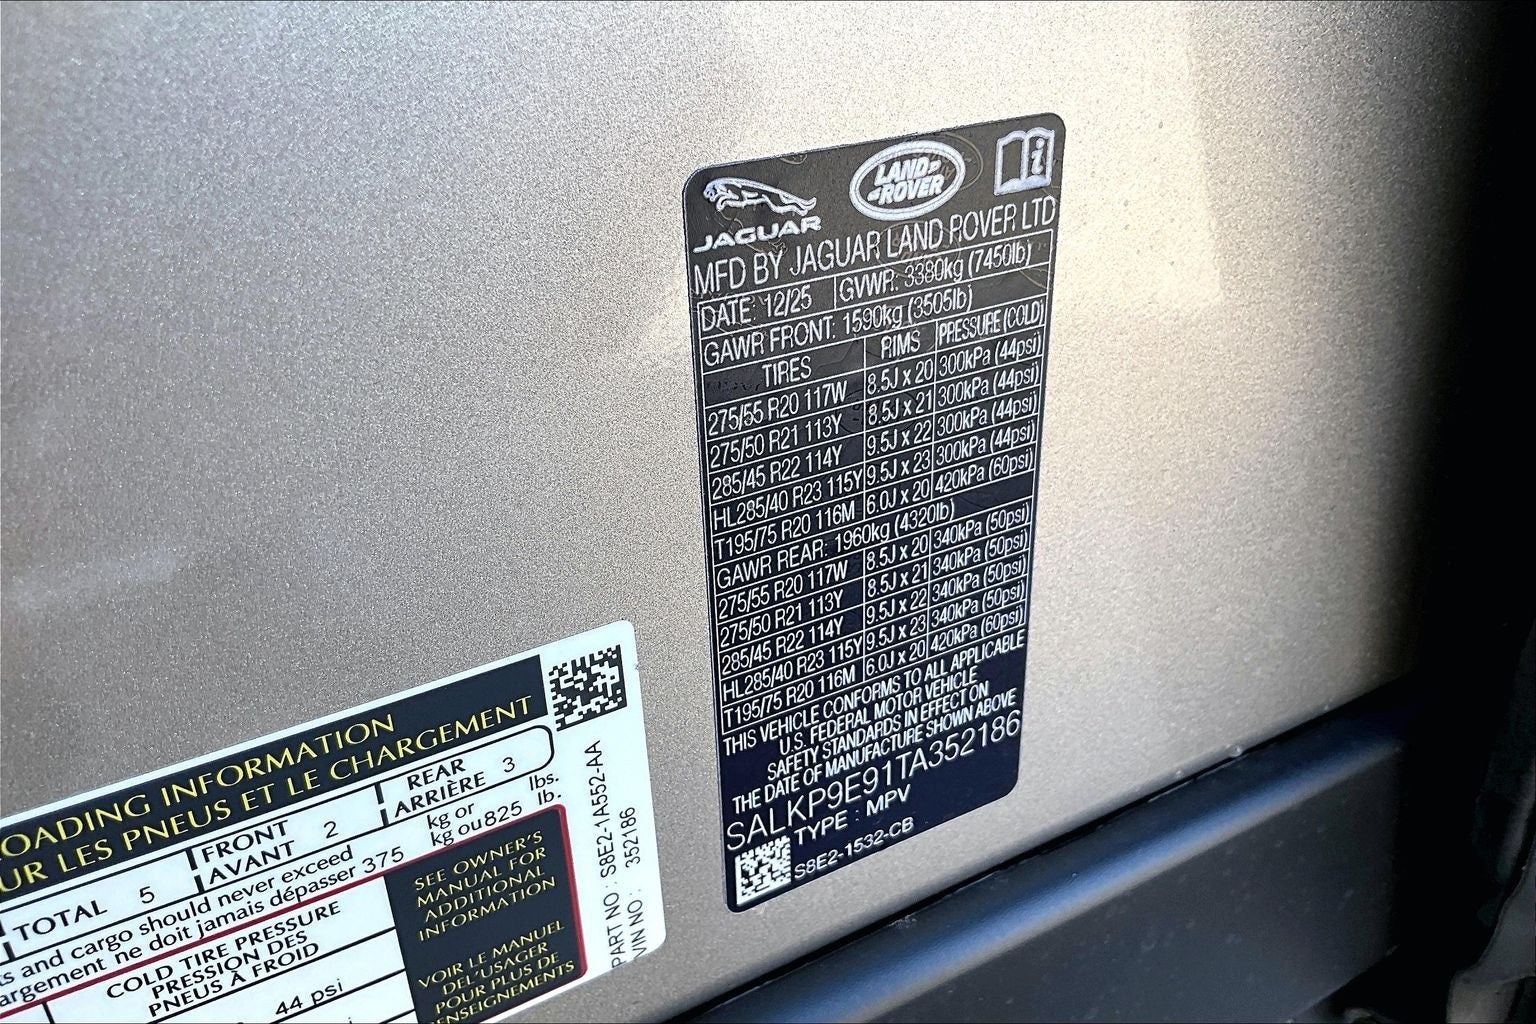 JAGUAR
LAND ROVER
MFD BY JAGUAR LAND ROVER LTD
DATE: 12/25 GVWR: 3380kg (7450lb)
GAWR FRONT: 1590kg (3505lb)
TIRES RIMS PRESSURE (COLD)
275/55 R20 117W 8.5J x 20 300kPa (44psi)
275/50 R21 113Y 8.5J x 21 300kPa (44psi)
285/45 R22 114Y 9.5J x 22 300kPa (44psi)
HL285/40 R23 115Y 9.5J x 23 300kPa (44psi)
T195/75 R20 116M 6.0J x 20 420kPa (60psi)
GAWR REAR: 1960kg (4320lb)
275/55 R20 117W 8.5J x 20 340kPa (50psi)
275/50 R21 113Y 8.5J x 21 340kPa (50psi)
285/45 R22 114Y 9.5J x 22 340kPa (50psi)
HL285/40 R23 115Y 9.5J x 23 340kPa (50psi)
T195/75 R20 116M 6.0J x 20 420kPa (60psi)
THIS VEHICLE CONFORMS TO ALL APPLICABLE
U.S. FEDERAL MOTOR VEHICLE
SAFETY STANDARDS IN EFFECT ON
THE DATE OF MANUFACTURE SHOWN ABOVE
SALKP9E91TA352186
TYPE : MPV
S8E2-1532-CB
OADING INFORMATION
UR LES PNEUS ET LE CHARGEMENT
TOTAL 5 FRONT AVANT 2 REAR ARRIÈRE 3
ts and cargo should never exceed 375 kg or 825 lbs.
argement ne doit jamais dépasser kg ou lb.
COLD TIRE PRESSURE
PRESSION DES
PNEUS À FROID
44 psi
SEE OWNER'S
MANUAL FOR
ADDITIONAL
INFORMATION
VOIR LE MANUEL
DE L'USAGER
POUR PLUS DE
RENSEIGNEMENTS
PART NO : S8E2-1A552-AA
VIN NO : 352186